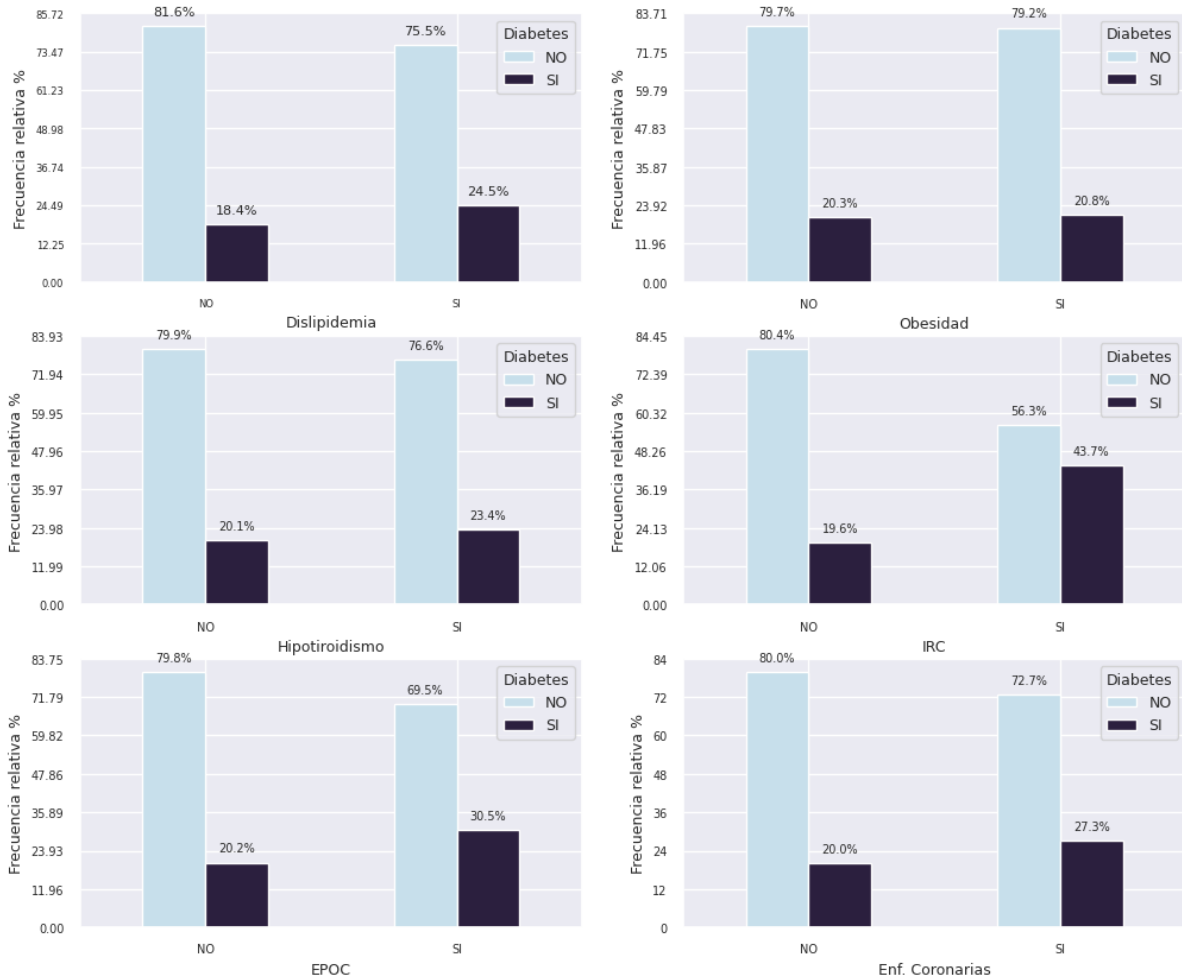 Frecuencia relativa %
85.72
73.47
61.23
48.98
36.74
24.49
12.25
0.00
81.6%
18.4%
75.5%
24.5%
Diabetes
NO
SI
NO
SI
Dislipidemia
Frecuencia relativa %
83.71
71.75
59.79
47.83
35.87
23.92
11.96
0.00
79.7%
20.3%
79.2%
20.8%
Diabetes
NO
SI
NO
SI
Obesidad
Frecuencia relativa %
83.93
71.94
59.95
47.96
35.97
23.98
11.99
0.00
79.9%
20.1%
76.6%
23.4%
Diabetes
NO
SI
NO
SI
Hipotiroidismo
Frecuencia relativa %
84.45
72.39
60.32
48.26
36.19
24.13
12.06
0.00
80.4%
19.6%
56.3%
43.7%
Diabetes
NO
SI
NO
SI
IRC
Frecuencia relativa %
83.75
71.79
59.82
47.86
35.89
23.93
11.96
0.00
79.8%
20.2%
69.5%
30.5%
Diabetes
NO
SI
NO
SI
EPOC
Frecuencia relativa %
84
72
60
48
36
24
12
0
80.0%
20.0%
72.7%
27.3%
Diabetes
NO
SI
NO
SI
Enf. Coronarias